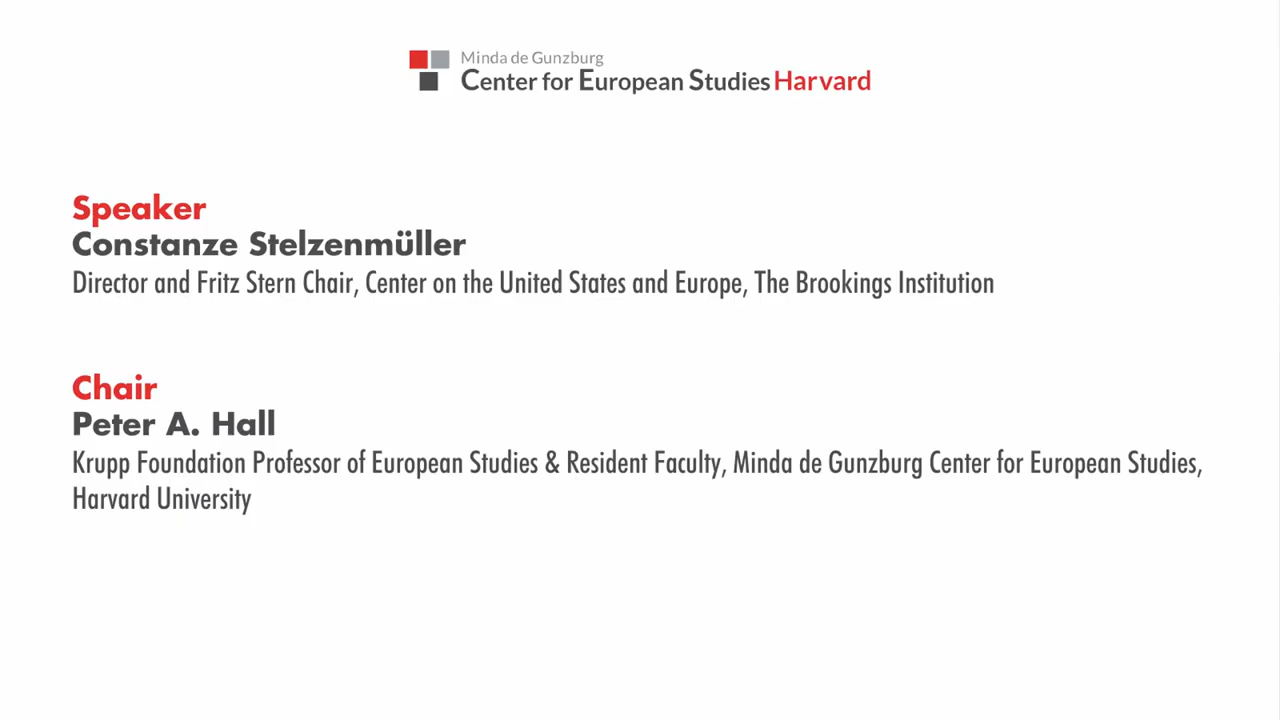 Minda de Gunzburg
Center for European Studies Harvard
Speaker
Constanze Stelzenmüller
Director and Fritz Stern Chair, Center on the United States and Europe, The Brookings Institution
Chair
Peter A. Hall
Krupp Foundation Professor of European Studies & Resident Faculty, Minda de Gunzburg Center for European Studies,
Harvard University